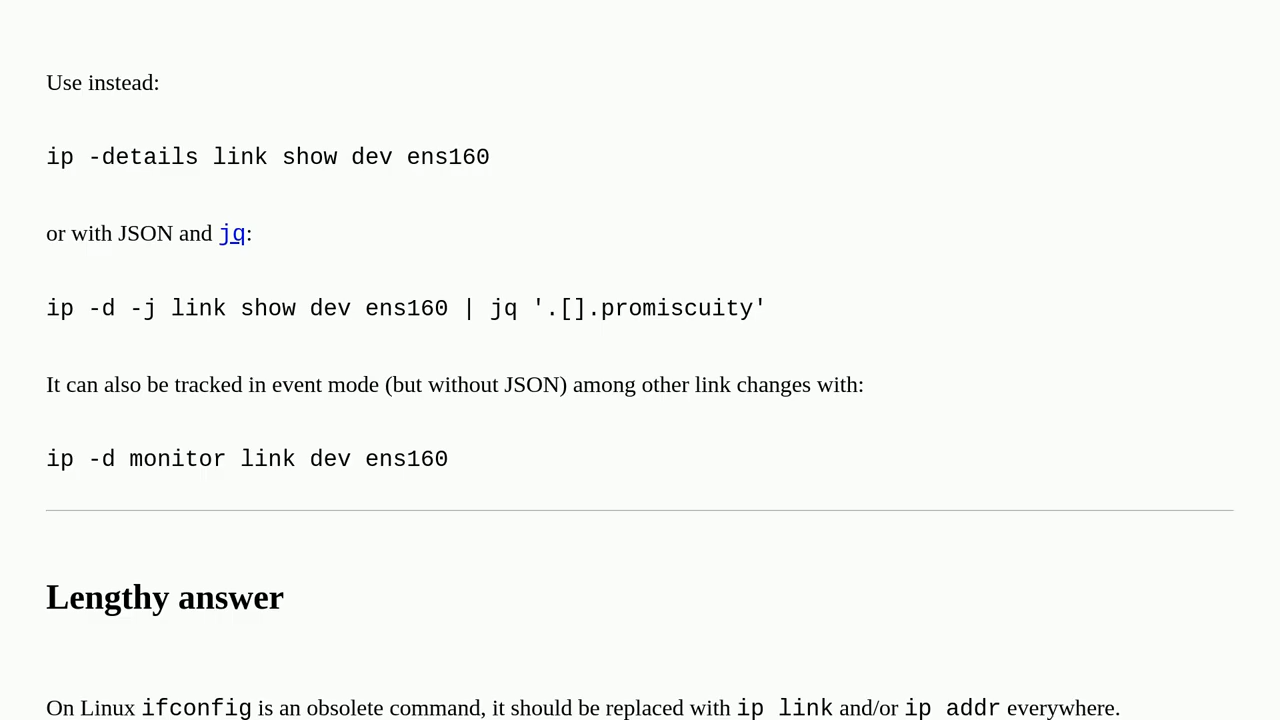 Use instead:
ip -details link show dev ens160
or with JSON and jq:
ip -d -j link show dev ens160 | jq '.[].promiscuity'
It can also be tracked in event mode (but without JSON) among other link changes with:
ip -d monitor link dev ens160
Lengthy answer
On Linux ifconfig is an obsolete command, it should be replaced with ip link and/or ip addr everywhere.